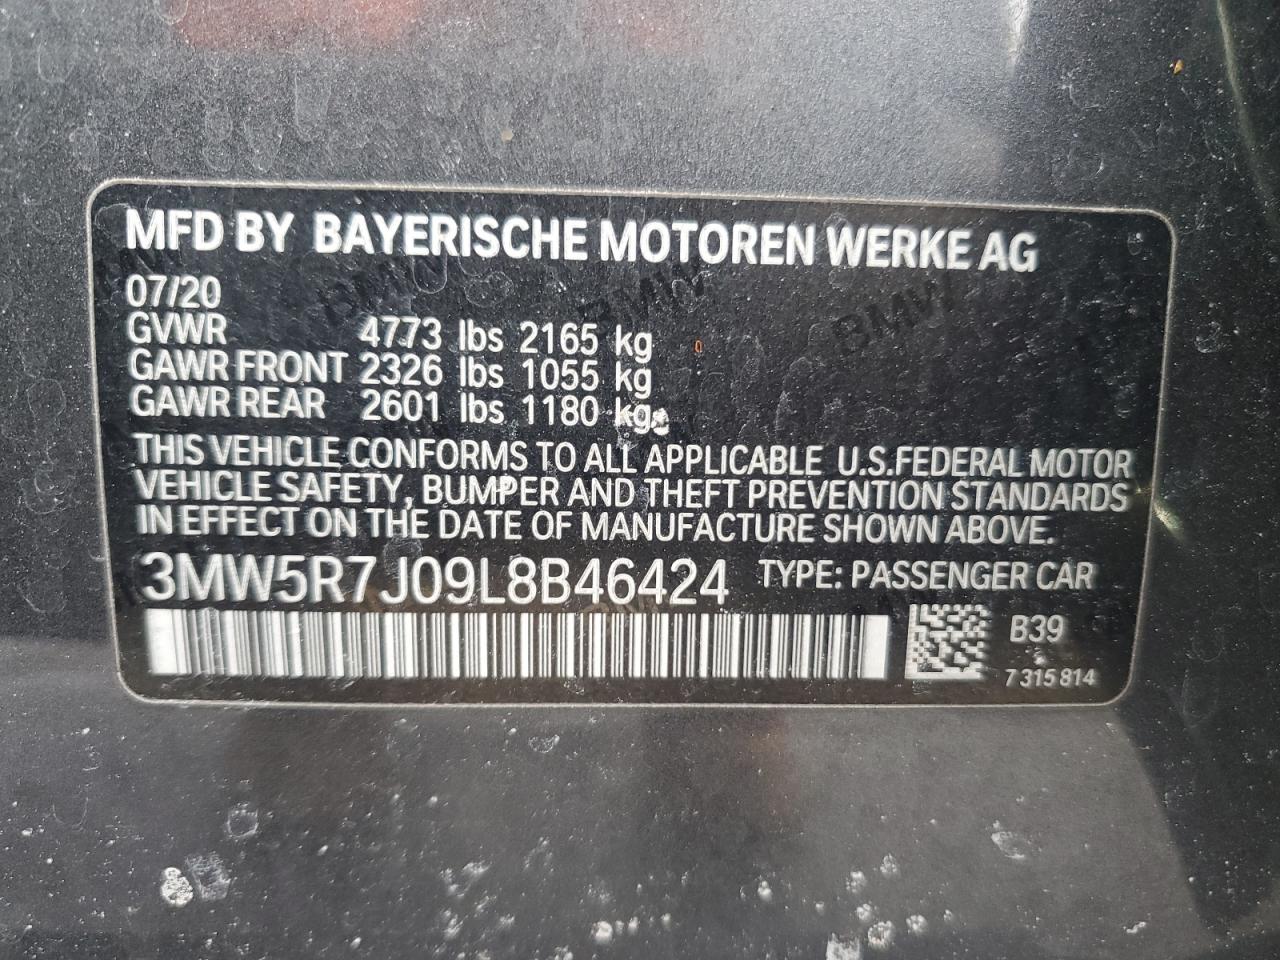 MFD BY BAYERISCHE MOTOREN WERKE AG
07/20
GVWR 4773 lbs 2165 kg
GAWR FRONT 2326 lbs 1055 kg
GAWR REAR 2601 lbs 1180 kg
THIS VEHICLE CONFORMS TO ALL APPLICABLE U.S.FEDERAL MOTOR
VEHICLE SAFETY, BUMPER AND THEFT PREVENTION STANDARDS
IN EFFECT ON THE DATE OF MANUFACTURE SHOWN ABOVE.
3MW5R7J09L8B46424 TYPE: PASSENGER CAR
B39
7 315 814
BMW
BMW
BMW